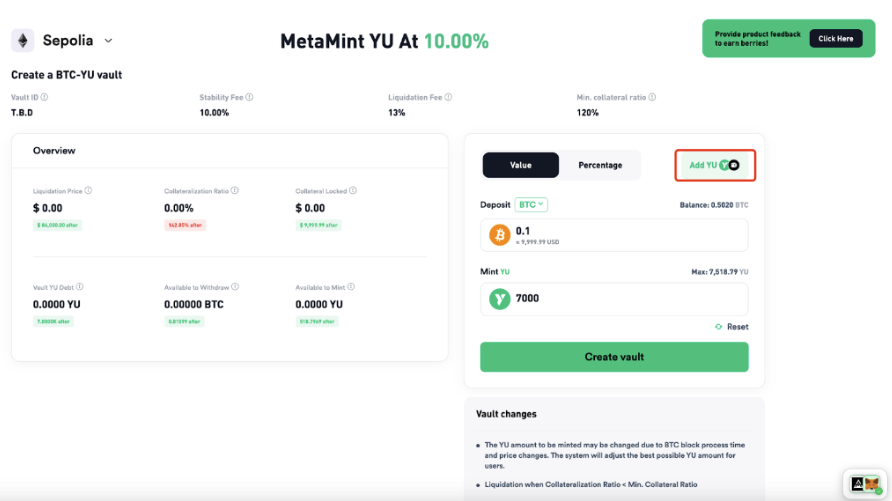 Sepolia
MetaMint YU At 10.00%
Provide product feedback
to earn berries!
Click Here
Create a BTC-YU vault
Vault ID
Stability Fee
Liquidation Fee
Min. collateral ratio
T.B.D
10.00%
13%
120%
Overview
Liquidation Price
Collateralization Ratio
Collateral Locked
$ 0.00
0.00%
$ 0.00
$ 84,000.00 after
142.85% after
$ 9,999.99 after
Vault YU Debt
Available to Withdraw
Available to Mint
0.0000 YU
0.00000 BTC
0.0000 YU
7.0000K after
0.01599 after
518.7969 after
Value
Percentage
Add YU
Deposit
BTC
Balance: 0.5020 BTC
0.1
≈ 9,999.99 USD
Mint YU
Max: 7,518.79 YU
7000
Reset
Create vault
Vault changes
The YU amount to be minted may be changed due to BTC block process time
and price changes. The system will adjust the best possible YU amount for
users.
Liquidation when Collateralization Ratio < Min. Collateral Ratio